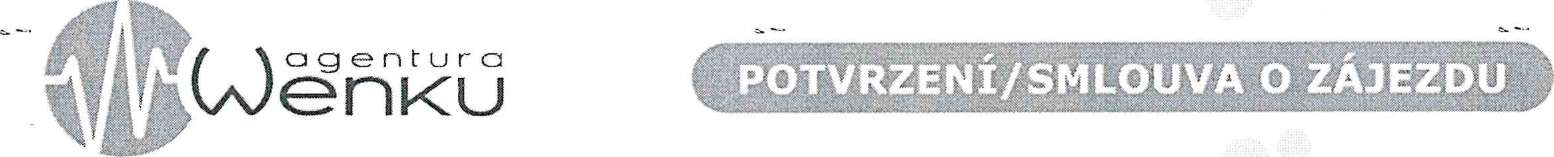 agentura
Wenku
POTVRZENÍ/SMLOUVA O ZÁJEZDU